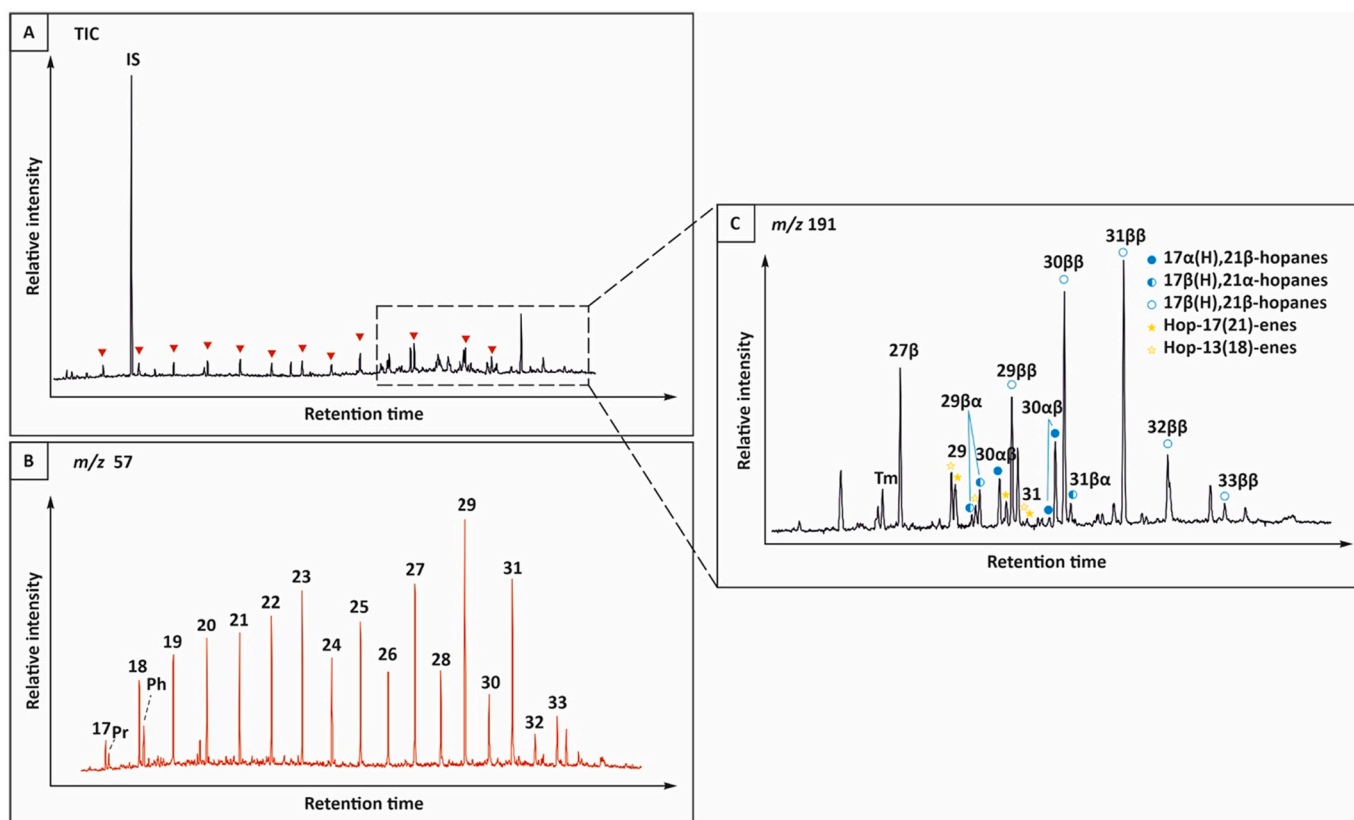 A
TIC
IS
Relative intensity
Retention time
B
m/z 57
17
Pr
18
Ph
19
20
21
22
23
24
25
26
27
28
29
30
31
32
33
Relative intensity
Retention time
C
m/z 191
Tm
27β
29
29βα
30αβ
29ββ
31
30αβ
30ββ
31βα
31ββ
32ββ
33ββ
17α(H),21β-hopanes
17β(H),21α-hopanes
17β(H),21β-hopanes
Hop-17(21)-enes
Hop-13(18)-enes
Relative intensity
Retention time